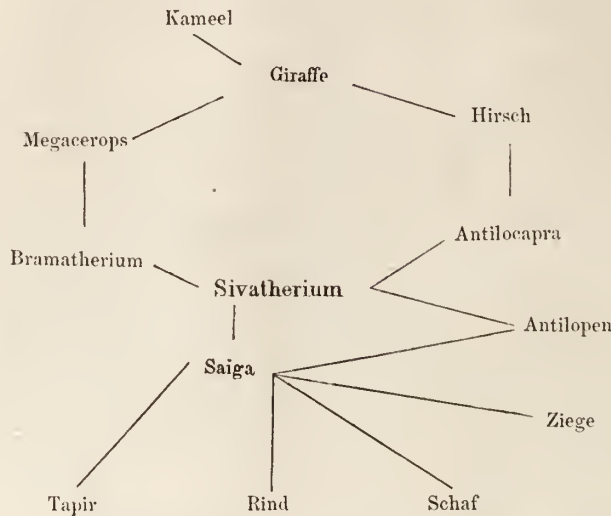 Kameel
Giraffe
Hirsch
Megacerops
Antilocapra
Bramatherium
Sivatherium
Antilopen
Saiga
Ziege
Tapir Rind Schaf